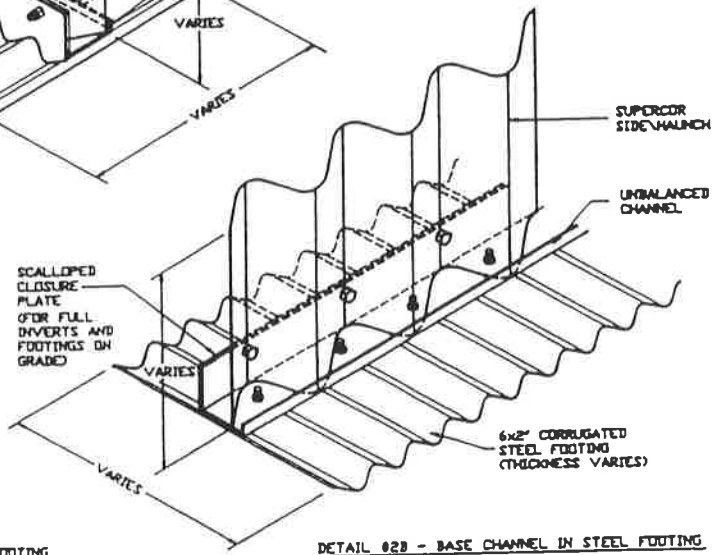 VARIES
VARIES
SUPERCOR
SIDE\HAUNCH
UNBALANCED
CHANNEL
SCALLOPED
CLOSURE
PLATE
(FOR FULL
INVERTS AND
FOOTINGS ON
GRADE)
VARIES
6x2" CORRUGATED
STEEL FOOTING
(THICKNESS VARIES)
VARIES
FOOTING
DETAIL #2B - BASE CHANNEL IN STEEL FOOTING